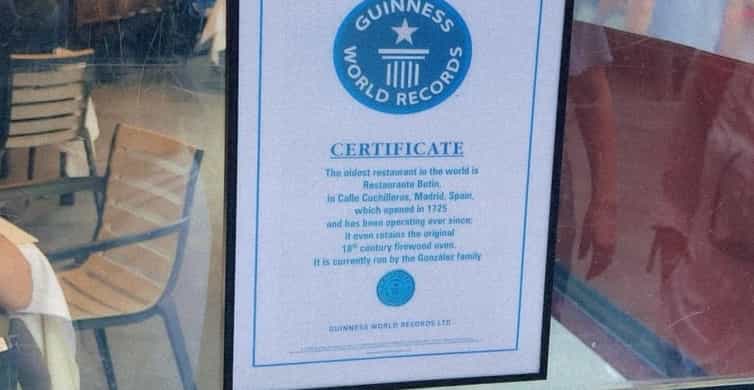 GUINNESS
WORLD RECORDS
CERTIFICATE
The oldest restaurant in the world is
Restaurante Botin,
in Calle Cuchilleros, Madrid, Spain,
which opened in 1725
and has been operating ever since;
it even retains the original
18th century firewood oven.
It is currently run by the González family
GUINNESS WORLD RECORDS LTD